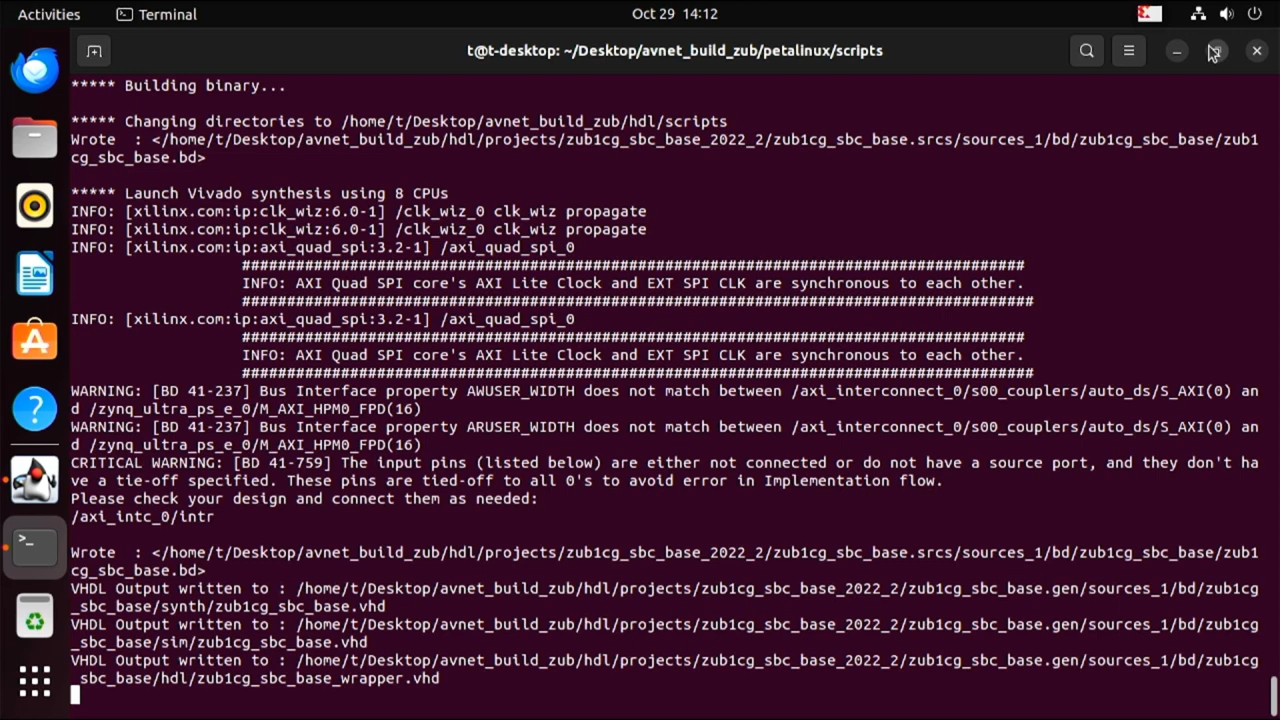 Activities
Terminal
Oct 29 14:12
t@t-desktop: ~/Desktop/avnet_build_zub/petalinux/scripts
***** Building binary...
***** Changing directories to /home/t/Desktop/avnet_build_zub/hdl/scripts
Wrote  : </home/t/Desktop/avnet_build_zub/hdl/projects/zub1cg_sbc_base_2022_2/zub1cg_sbc_base.srcs/sources_1/bd/zub1cg_sbc_base/zub1
cg_sbc_base.bd>
***** Launch Vivado synthesis using 8 CPUs
INFO: [xilinx.com:ip:clk_wiz:6.0-1] /clk_wiz_0 clk_wiz propagate
INFO: [xilinx.com:ip:clk_wiz:6.0-1] /clk_wiz_0 clk_wiz propagate
INFO: [xilinx.com:ip:axi_quad_spi:3.2-1] /axi_quad_spi_0
#######################################################################################
INFO: AXI Quad SPI core's AXI Lite Clock and EXT SPI CLK are synchronous to each other.
########################################################################################
INFO: [xilinx.com:ip:axi_quad_spi:3.2-1] /axi_quad_spi_0
#######################################################################################
INFO: AXI Quad SPI core's AXI Lite Clock and EXT SPI CLK are synchronous to each other.
########################################################################################
WARNING: [BD 41-237] Bus Interface property AWUSER_WIDTH does not match between /axi_interconnect_0/s00_couplers/auto_ds/S_AXI(0) an
d /zynq_ultra_ps_e_0/M_AXI_HPM0_FPD(16)
WARNING: [BD 41-237] Bus Interface property ARUSER_WIDTH does not match between /axi_interconnect_0/s00_couplers/auto_ds/S_AXI(0) an
d /zynq_ultra_ps_e_0/M_AXI_HPM0_FPD(16)
CRITICAL WARNING: [BD 41-759] The input pins (listed below) are either not connected or do not have a source port, and they don't ha
ve a tie-off specified. These pins are tied-off to all 0's to avoid error in Implementation flow.
Please check your design and connect them as needed:
/axi_intc_0/intr
Wrote  : </home/t/Desktop/avnet_build_zub/hdl/projects/zub1cg_sbc_base_2022_2/zub1cg_sbc_base.srcs/sources_1/bd/zub1cg_sbc_base/zub1
cg_sbc_base.bd>
VHDL Output written to : /home/t/Desktop/avnet_build_zub/hdl/projects/zub1cg_sbc_base_2022_2/zub1cg_sbc_base.gen/sources_1/bd/zub1cg
_sbc_base/synth/zub1cg_sbc_base.vhd
VHDL Output written to : /home/t/Desktop/avnet_build_zub/hdl/projects/zub1cg_sbc_base_2022_2/zub1cg_sbc_base.gen/sources_1/bd/zub1cg
_sbc_base/sim/zub1cg_sbc_base.vhd
VHDL Output written to : /home/t/Desktop/avnet_build_zub/hdl/projects/zub1cg_sbc_base_2022_2/zub1cg_sbc_base.gen/sources_1/bd/zub1cg
_sbc_base/hdl/zub1cg_sbc_base_wrapper.vhd